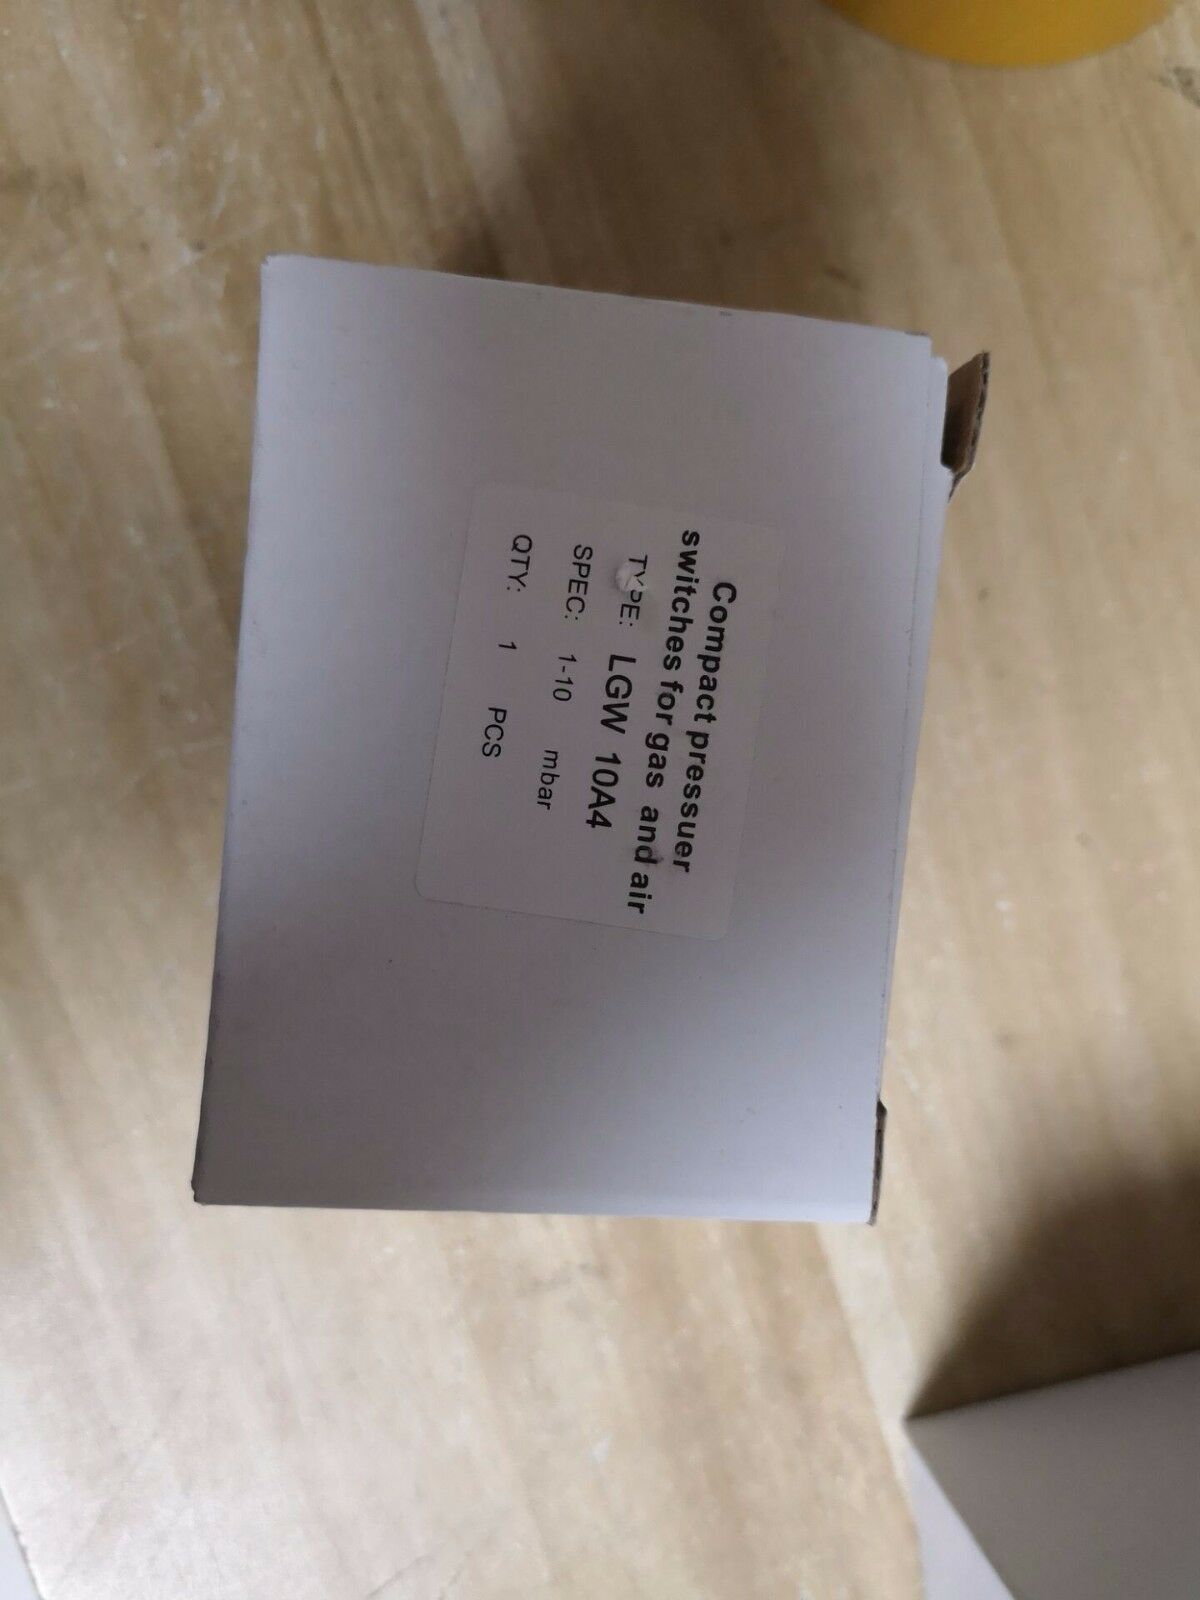 Compact pressuer
switches for gas and air
TYPE: LGW 10A4
SPEC: 1-10 mbar
QTY: 1 PCS